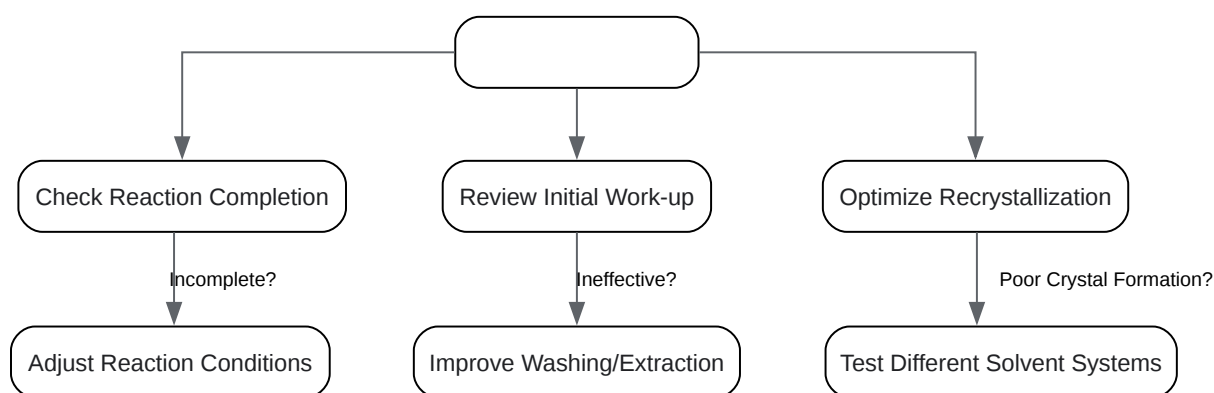 Check Reaction Completion
Review Initial Work-up
Optimize Recrystallization
Incomplete?
Ineffective?
Poor Crystal Formation?
Adjust Reaction Conditions
Improve Washing/Extraction
Test Different Solvent Systems